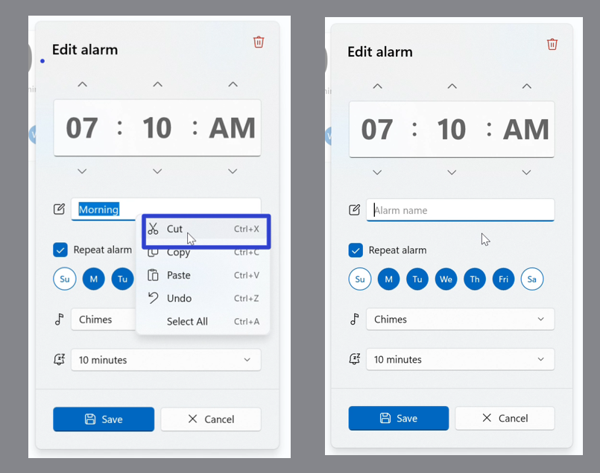 Edit alarm
07 : 10 : AM
Morning
Cut Ctrl+X
Copy Ctrl+C
Repeat alarm
Su M Tu
Paste Ctrl+V
Undo Ctrl+Z
Chimes
Select All Ctrl+A
10 minutes
Save Cancel
Edit alarm
07 : 10 : AM
Alarm name
Repeat alarm
Su M Tu We Th Fri Sa
Chimes
10 minutes
Save Cancel